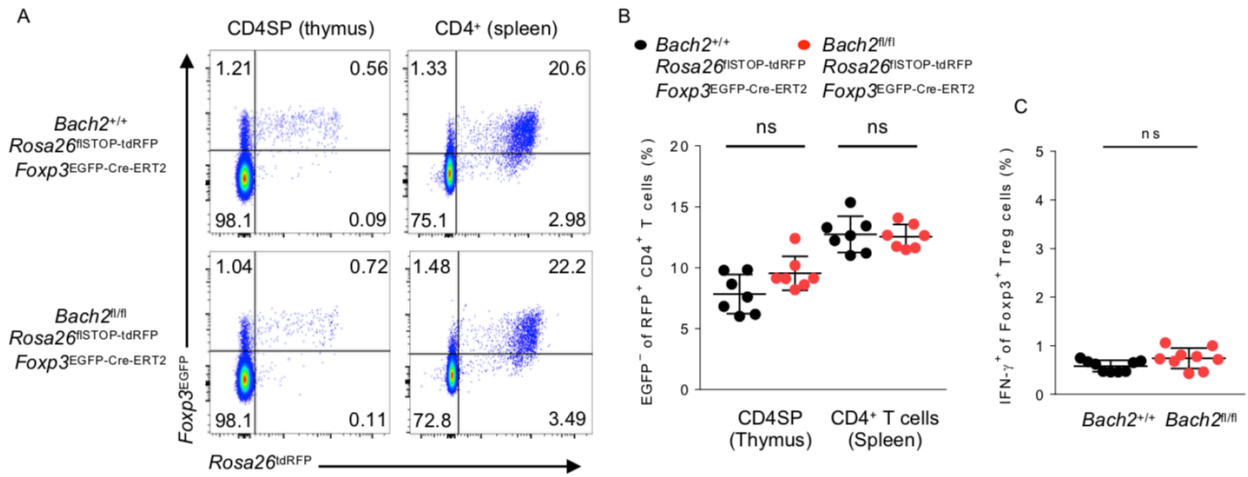 A
CD4SP (thymus)
CD4⁺ (spleen)
1.21
0.56
1.33
20.6
Bach2⁺/⁺
Rosa26flSTOP-tdRFP
Foxp3EGFP-Cre-ERT2
98.1
0.09
75.1
2.98
1.04
0.72
1.48
22.2
Bach2fl/fl
Rosa26flSTOP-tdRFP
Foxp3EGFP-Cre-ERT2
98.1
0.11
72.8
3.49
Foxp3EGFP
Rosa26tdRFP
B
Bach2⁺/⁺
Rosa26flSTOP-tdRFP
Foxp3EGFP-Cre-ERT2
Bach2fl/fl
Rosa26flSTOP-tdRFP
Foxp3EGFP-Cre-ERT2
ns
ns
EGFP⁻ of RFP⁺ CD4⁺ T cells (%)
20
15
10
5
0
CD4SP
(Thymus)
CD4⁺ T cells
(Spleen)
C
ns
IFN-γ⁺ of Foxp3⁺ Treg cells (%)
5
4
3
2
1
0
Bach2⁺/⁺
Bach2fl/fl